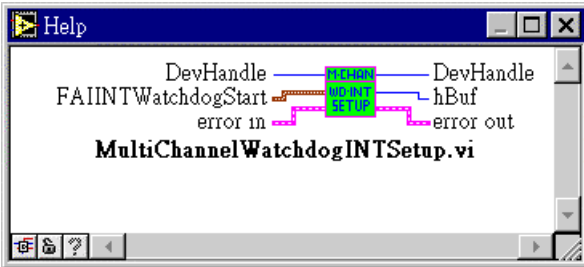 Help
DevHandle M-CHAN DevHandle
FAIINTWatchdogStart WD-INT hBuf
error in SETUP error out
MultiChannelWatchdogINTSetup.vi
?